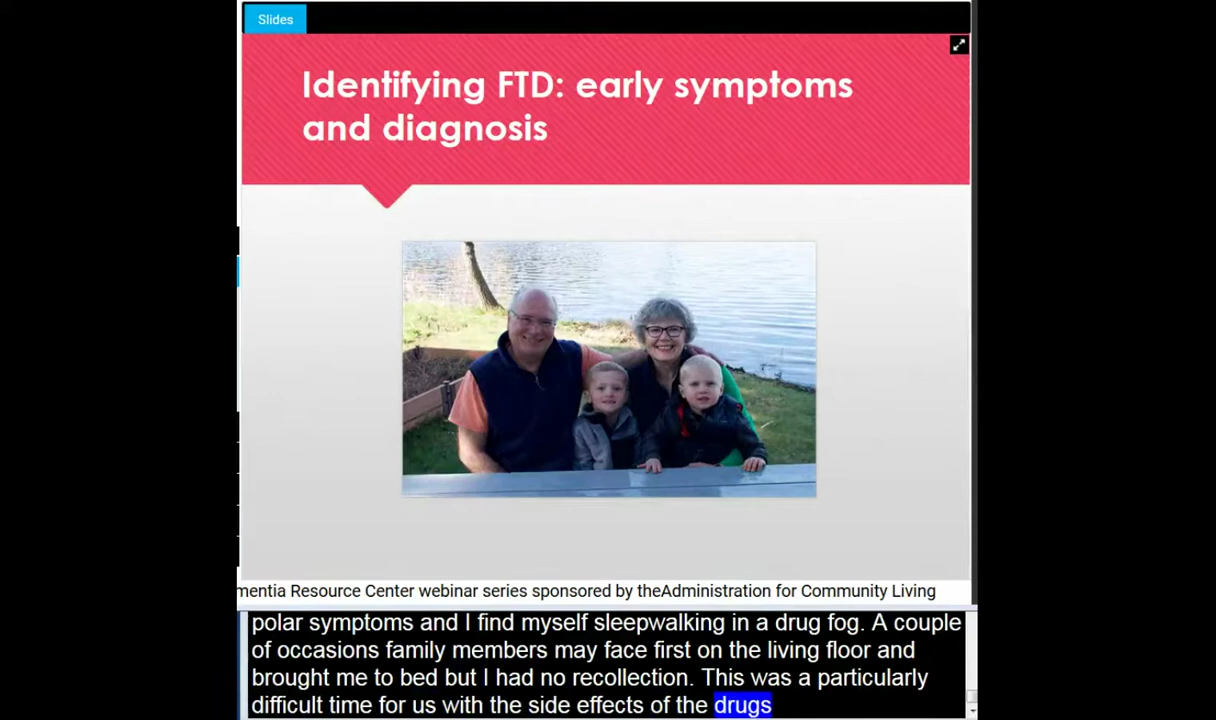 Slides
Identifying FTD: early symptoms
and diagnosis
mentia Resource Center webinar series sponsored by theAdministration for Community Living
polar symptoms and I find myself sleepwalking in a drug fog. A couple
of occasions family members may face first on the living floor and
brought me to bed but I had no recollection. This was a particularly
difficult time for us with the side effects of the drugs